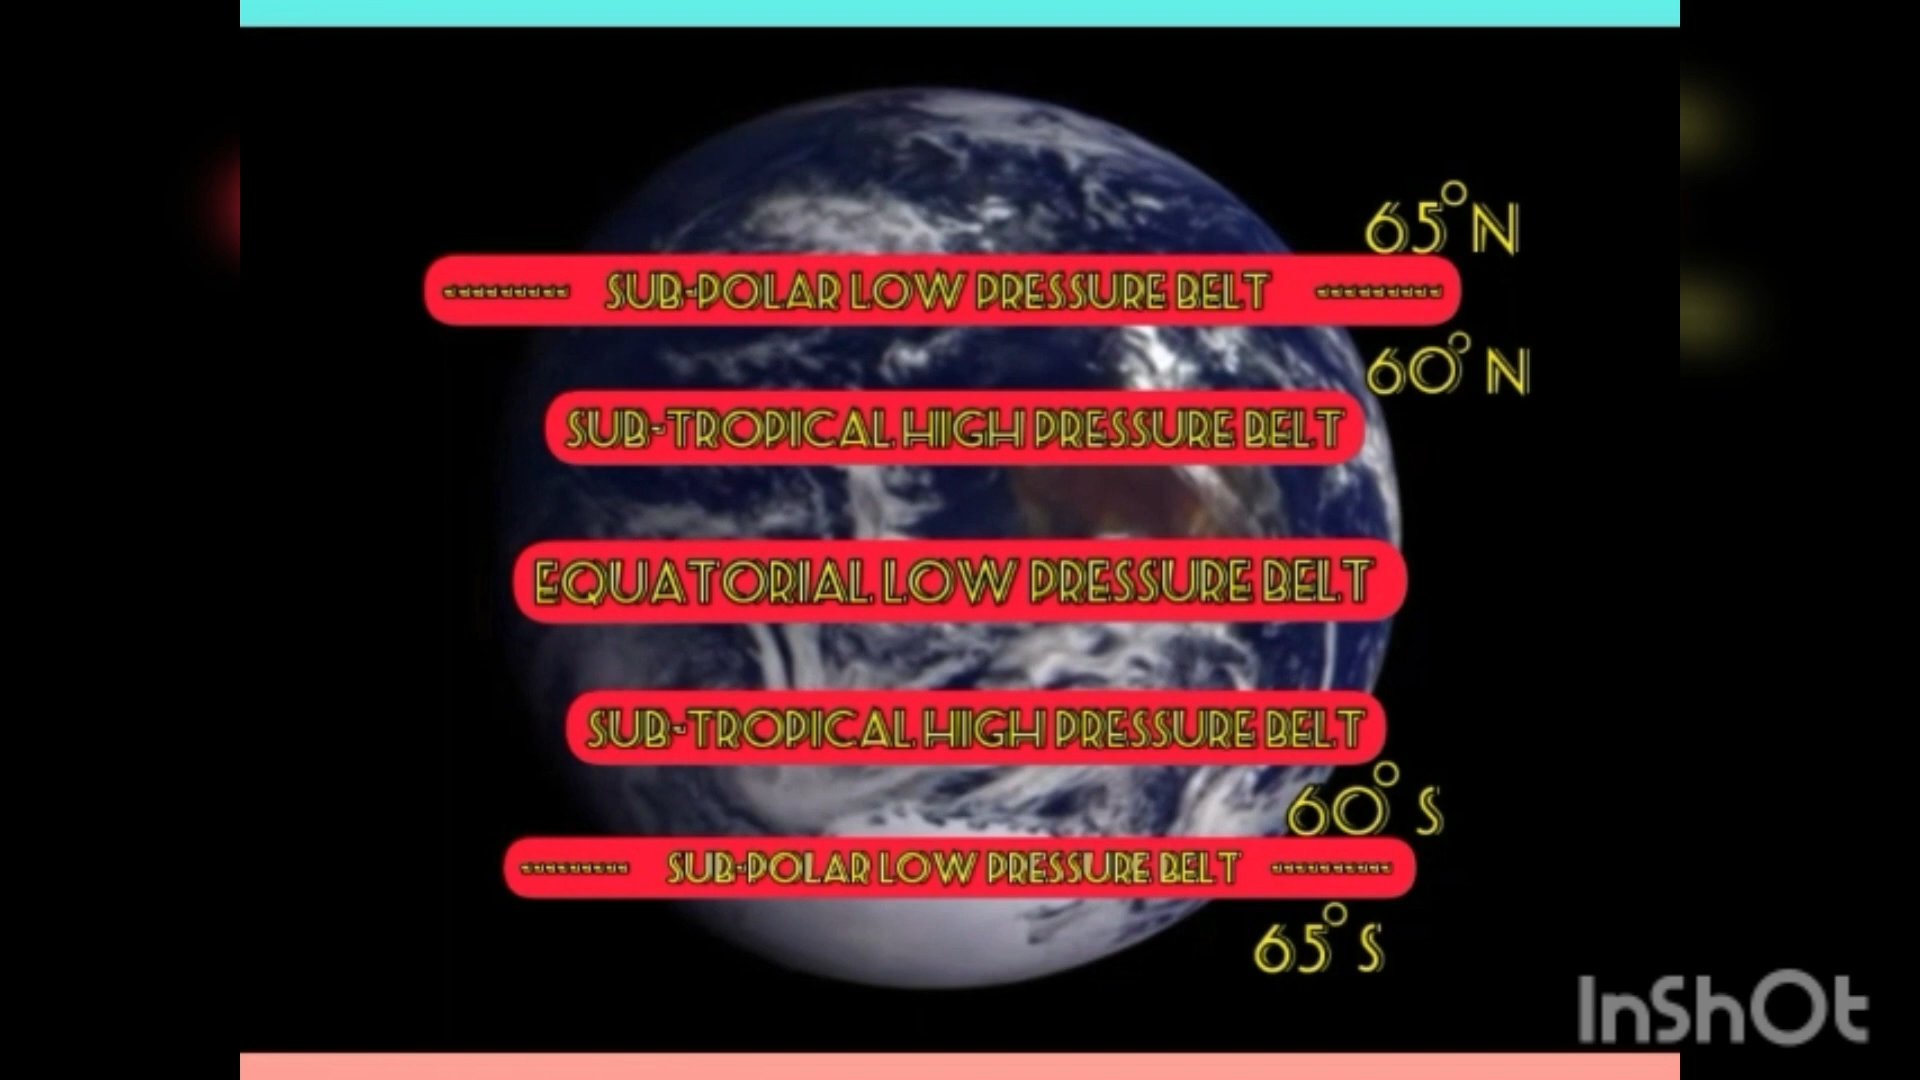 65°N
SUB-POLAR LOW PRESSURE BELT
60°N
SUB-TROPICAL HIGH PRESSURE BELT
EQUATORIAL LOW PRESSURE BELT
SUB-TROPICAL HIGH PRESSURE BELT
60°S
SUB-POLAR LOW PRESSURE BELT
65°S
InShOt